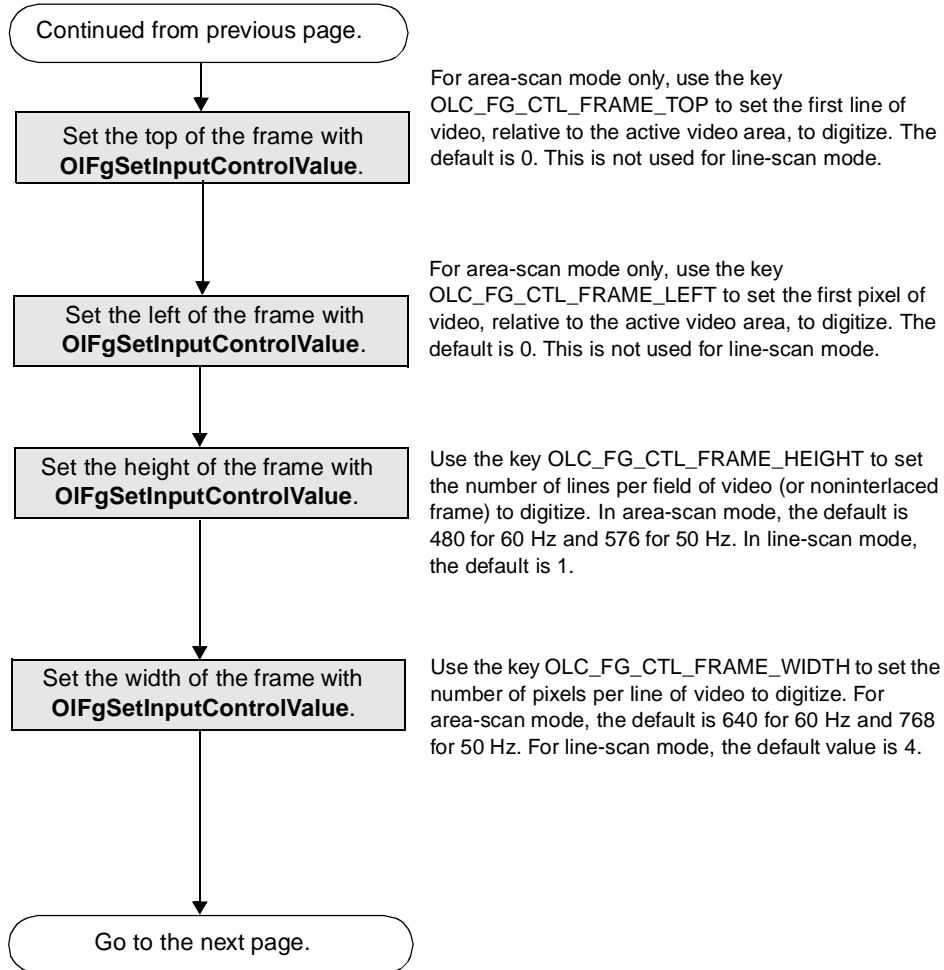 Continued from previous page.
For area-scan mode only, use the key
OLC_FG_CTL_FRAME_TOP to set the first line of
video, relative to the active video area, to digitize. The
default is 0. This is not used for line-scan mode.
Set the top of the frame with
OlFgSetInputControlValue.
For area-scan mode only, use the key
OLC_FG_CTL_FRAME_LEFT to set the first pixel of
video, relative to the active video area, to digitize. The
default is 0. This is not used for line-scan mode.
Set the left of the frame with
OlFgSetInputControlValue.
Use the key OLC_FG_CTL_FRAME_HEIGHT to set
the number of lines per field of video (or noninterlaced
frame) to digitize. In area-scan mode, the default is
480 for 60 Hz and 576 for 50 Hz. In line-scan mode,
the default is 1.
Set the height of the frame with
OlFgSetInputControlValue.
Use the key OLC_FG_CTL_FRAME_WIDTH to set the
number of pixels per line of video to digitize. For
area-scan mode, the default is 640 for 60 Hz and 768
for 50 Hz. For line-scan mode, the default value is 4.
Set the width of the frame with
OlFgSetInputControlValue.
Go to the next page.